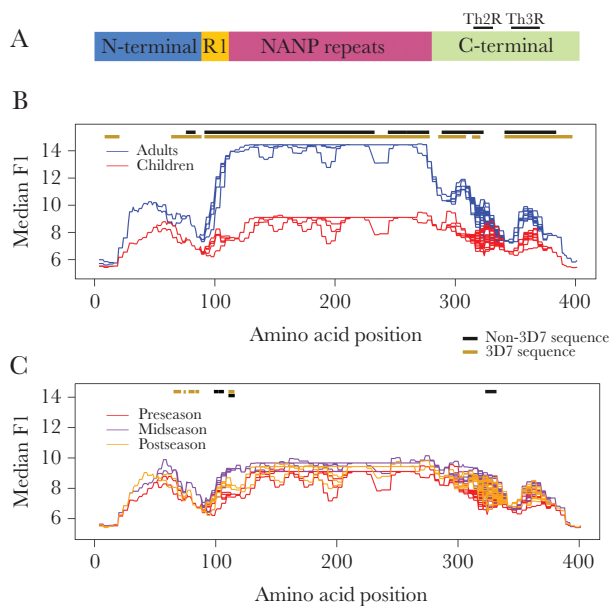 Th2R Th3R
A
N-terminal R1 NANP repeats C-terminal
B
Adults
Children
Median FI
14
12
10
8
6
0 100 200 300 400
Amino acid position
Non-3D7 sequence
3D7 sequence
C
Preseason
Midseason
Postseason
Median FI
14
12
10
8
6
0 100 200 300 400
Amino acid position